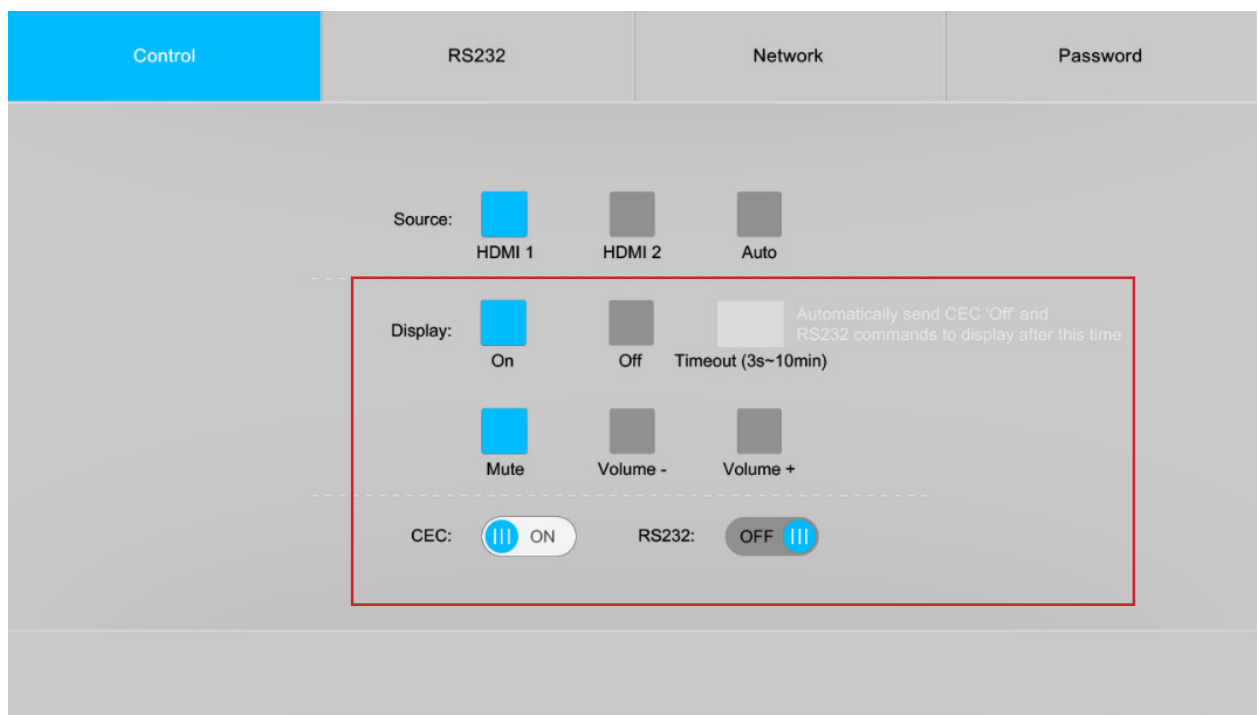 Control RS232 Network Password
Source:
HDMI 1 HDMI 2 Auto
Display:
Automatically send CEC 'Off' and
RS232 commands to display after this time
On Off Timeout (3s~10min)
Mute Volume - Volume +
CEC: ON RS232: OFF